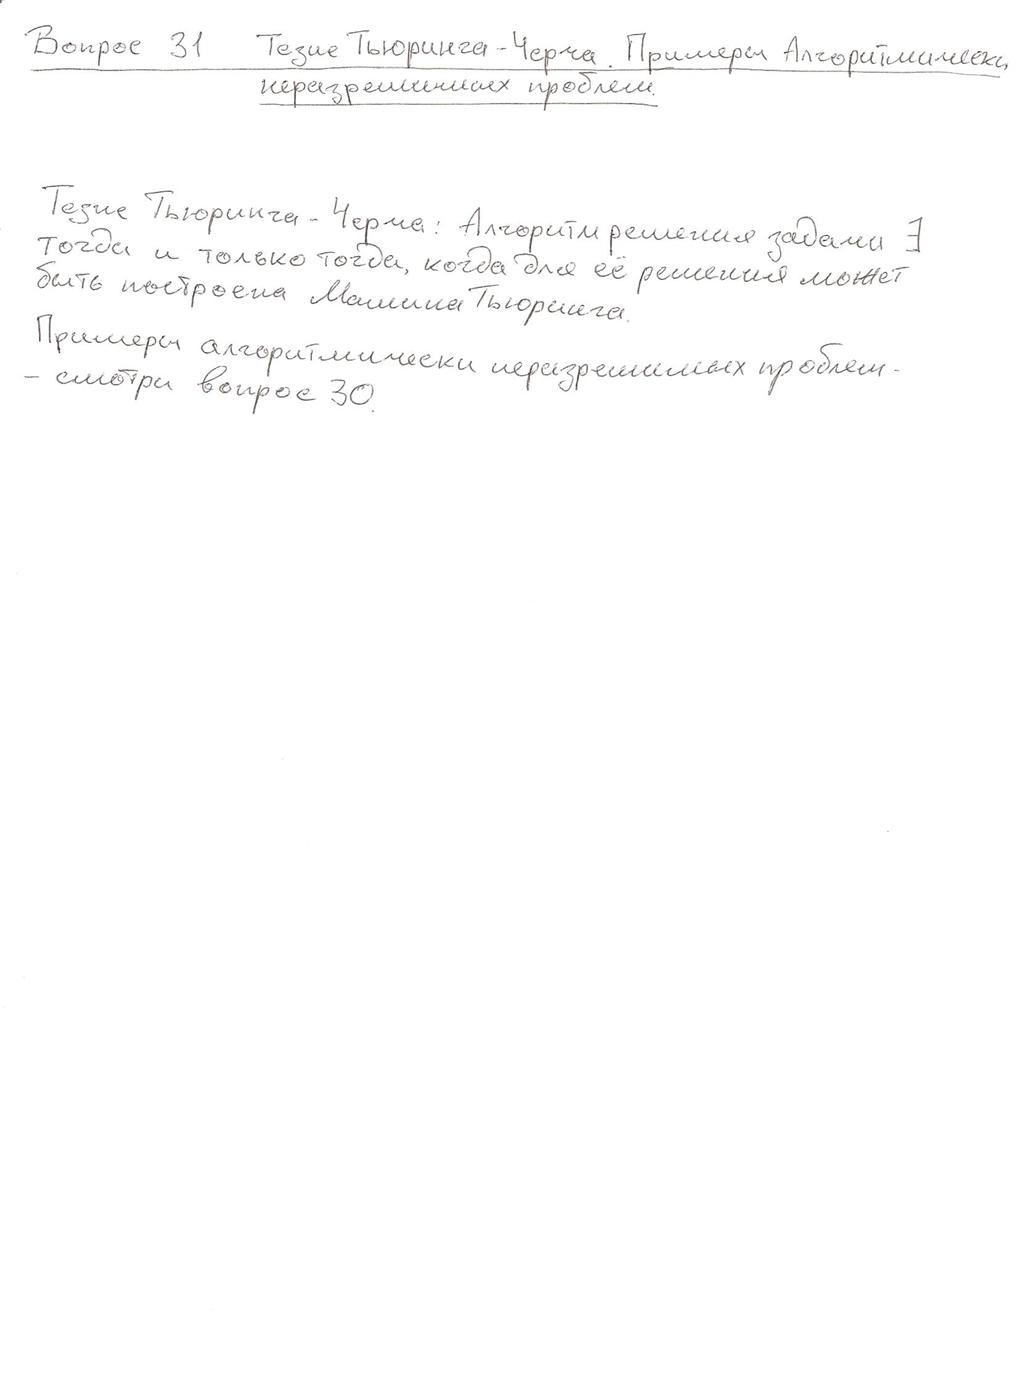 Вопрос 31 Тезис Тьюринга-Черча. Примеры Алгоритмически
неразрешимых проблем.
Тезис Тьюринга-Черча: Алгоритм решения задачи ∃
тогда и только тогда, когда для её решения может
быть построена Машина Тьюринга.
Примеры алгоритмически неразрешимых проблем -
- смотри вопрос 30.